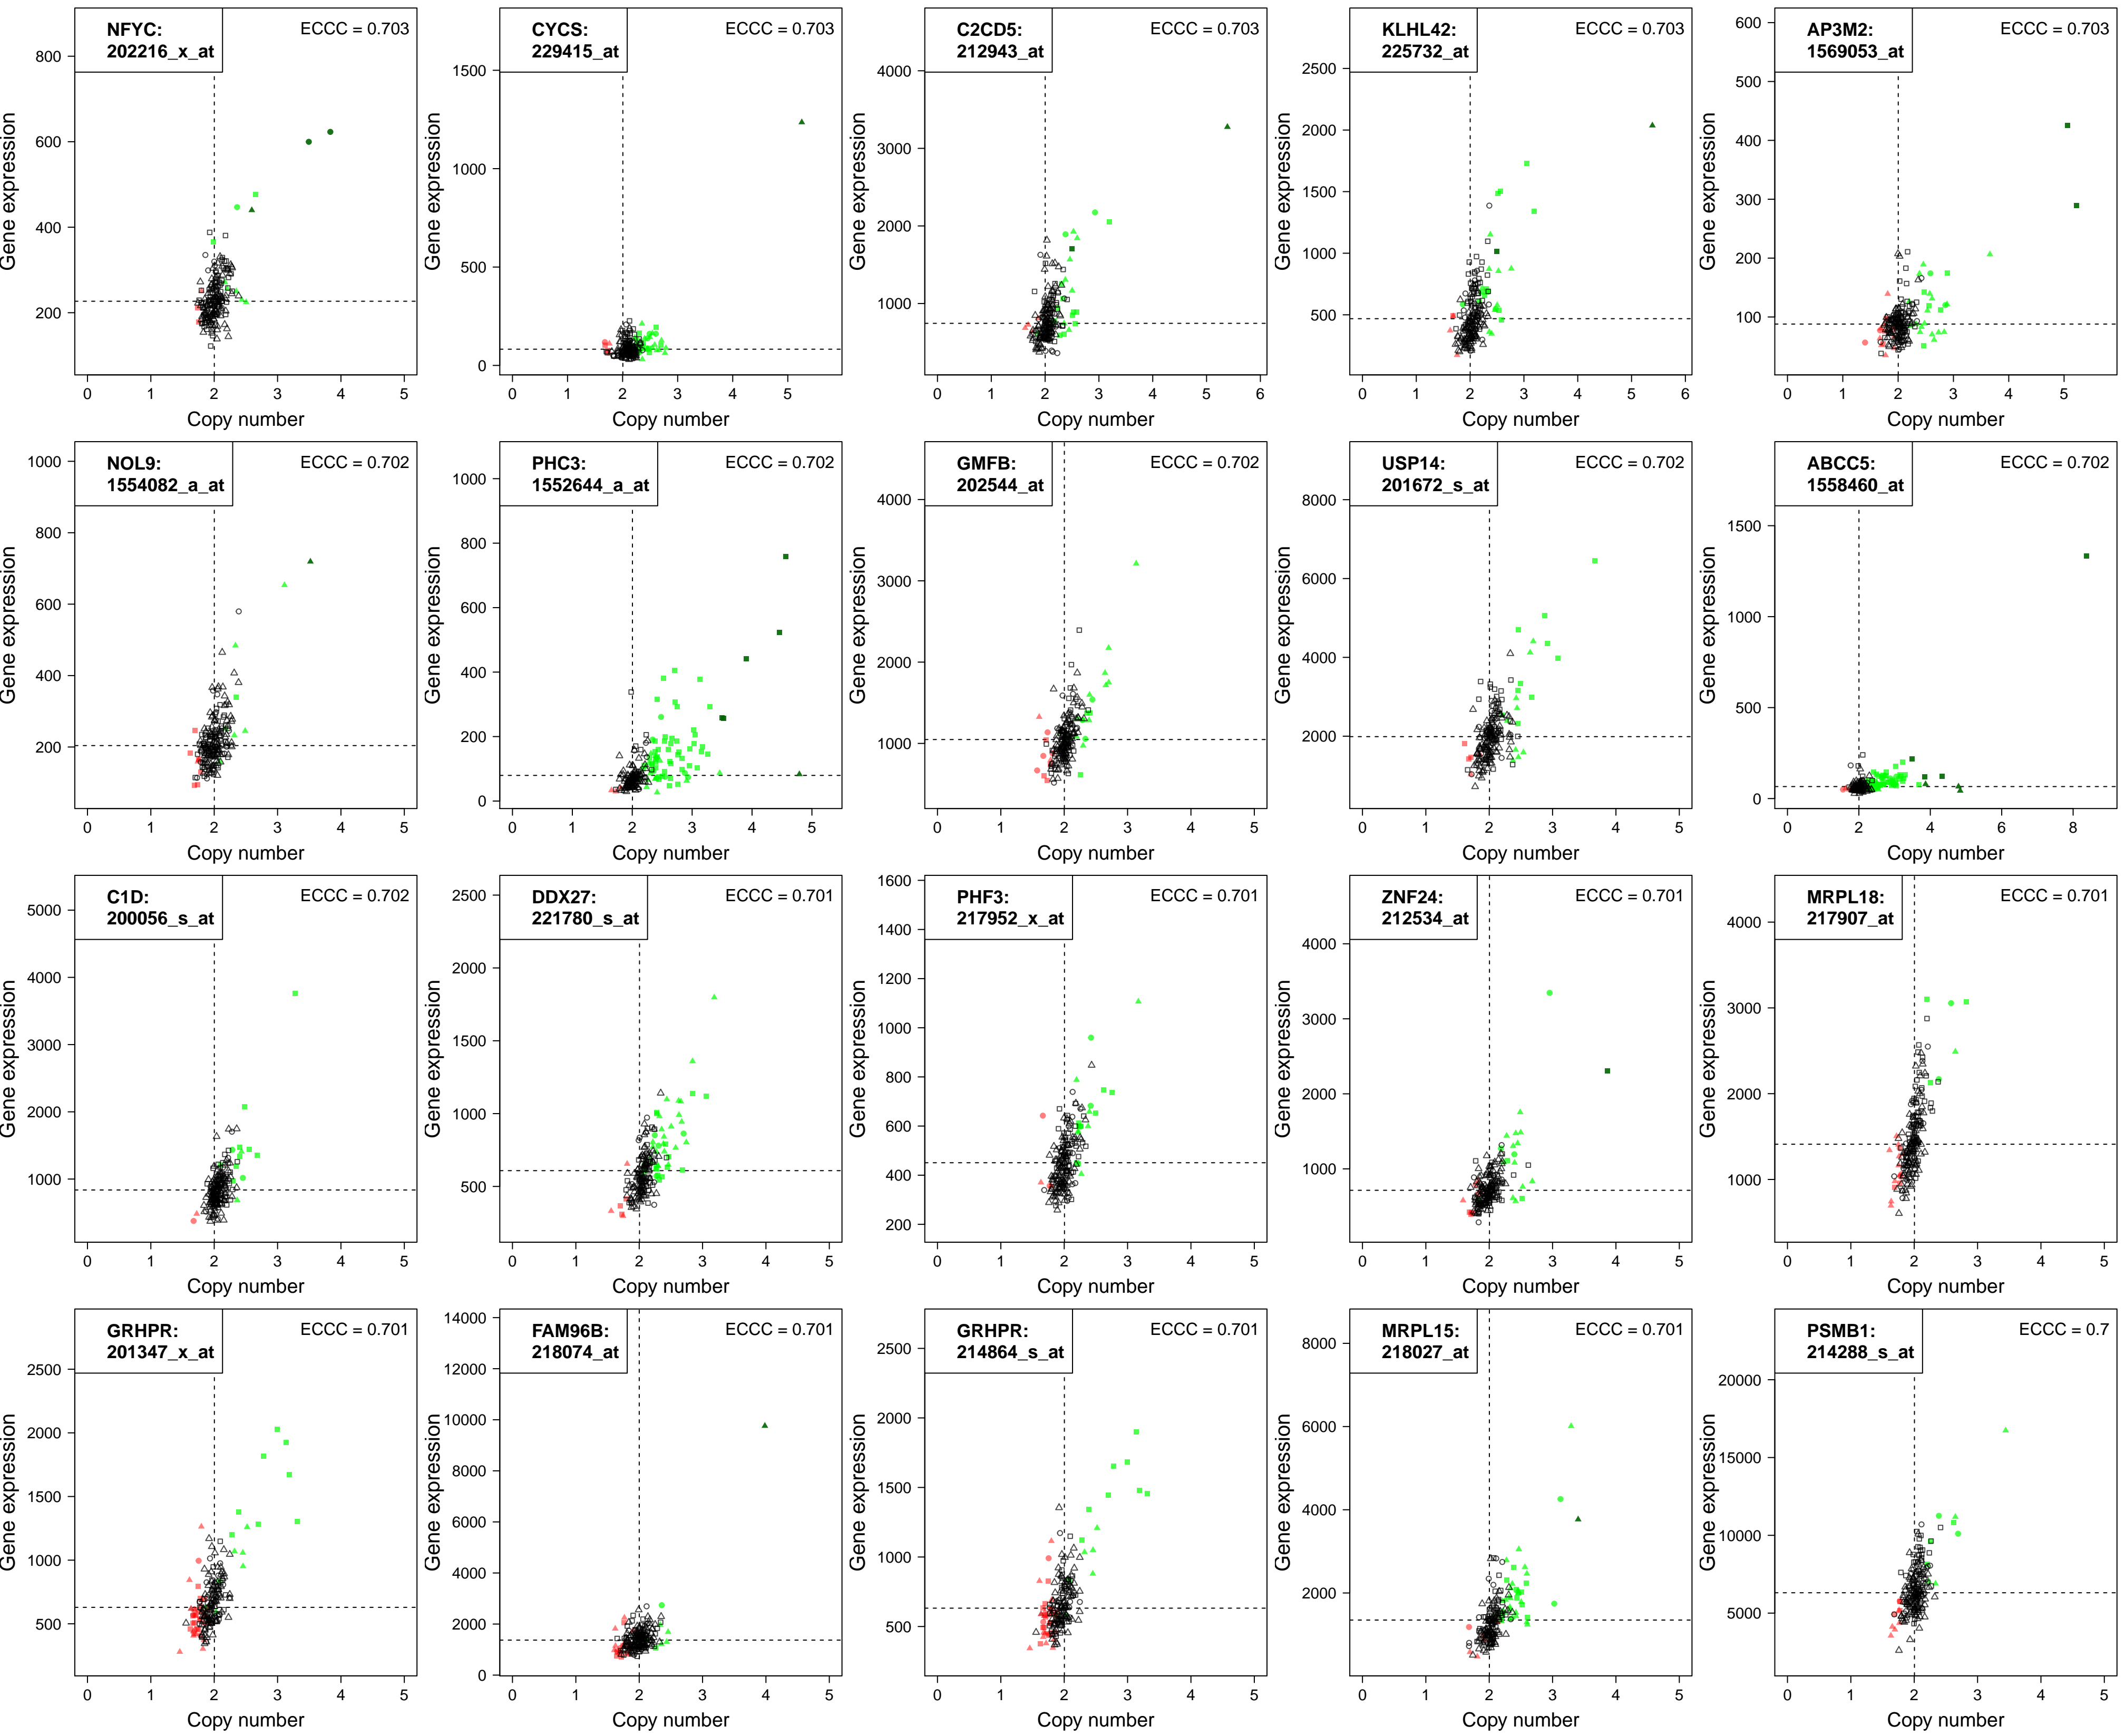 NFYC:
202216_x_at
ECCC = 0.703
Gene expression
800
600
400
200
0 1 2 3 4 5
Copy number
CYCS:
229415_at
ECCC = 0.703
Gene expression
1500
1000
500
0
0 1 2 3 4 5
Copy number
C2CD5:
212943_at
ECCC = 0.703
Gene expression
4000
3000
2000
1000
0 1 2 3 4 5 6
Copy number
KLHL42:
225732_at
ECCC = 0.703
Gene expression
2500
2000
1500
1000
500
0 1 2 3 4 5 6
Copy number
AP3M2:
1569053_at
ECCC = 0.703
Gene expression
600
500
400
300
200
100
0 1 2 3 4 5
Copy number
NOL9:
1554082_a_at
ECCC = 0.702
Gene expression
1000
800
600
400
200
0 1 2 3 4 5
Copy number
PHC3:
1552644_a_at
ECCC = 0.702
Gene expression
1000
800
600
400
200
0
0 1 2 3 4 5
Copy number
GMFB:
202544_at
ECCC = 0.702
Gene expression
4000
3000
2000
1000
0 1 2 3 4 5
Copy number
USP14:
201672_s_at
ECCC = 0.702
Gene expression
8000
6000
4000
2000
0 1 2 3 4 5
Copy number
ABCC5:
1558460_at
ECCC = 0.702
Gene expression
1500
1000
500
0
0 2 4 6 8
Copy number
C1D:
200056_s_at
ECCC = 0.702
Gene expression
5000
4000
3000
2000
1000
0 1 2 3 4 5
Copy number
DDX27:
221780_s_at
ECCC = 0.701
Gene expression
2500
2000
1500
1000
500
0 1 2 3 4 5
Copy number
PHF3:
217952_x_at
ECCC = 0.701
Gene expression
1600
1400
1200
1000
800
600
400
200
0 1 2 3 4 5
Copy number
ZNF24:
212534_at
ECCC = 0.701
Gene expression
4000
3000
2000
1000
0 1 2 3 4 5
Copy number
MRPL18:
217907_at
ECCC = 0.701
Gene expression
4000
3000
2000
1000
0 1 2 3 4 5
Copy number
GRHPR:
201347_x_at
ECCC = 0.701
Gene expression
2500
2000
1500
1000
500
0 1 2 3 4 5
Copy number
FAM96B:
218074_at
ECCC = 0.701
Gene expression
14000
12000
10000
8000
6000
4000
2000
0
0 1 2 3 4 5
Copy number
GRHPR:
214864_s_at
ECCC = 0.701
Gene expression
2500
2000
1500
1000
500
0 1 2 3 4 5
Copy number
MRPL15:
218027_at
ECCC = 0.701
Gene expression
8000
6000
4000
2000
0 1 2 3 4 5
Copy number
PSMB1:
214288_s_at
ECCC = 0.7
Gene expression
20000
15000
10000
5000
0 1 2 3 4 5
Copy number